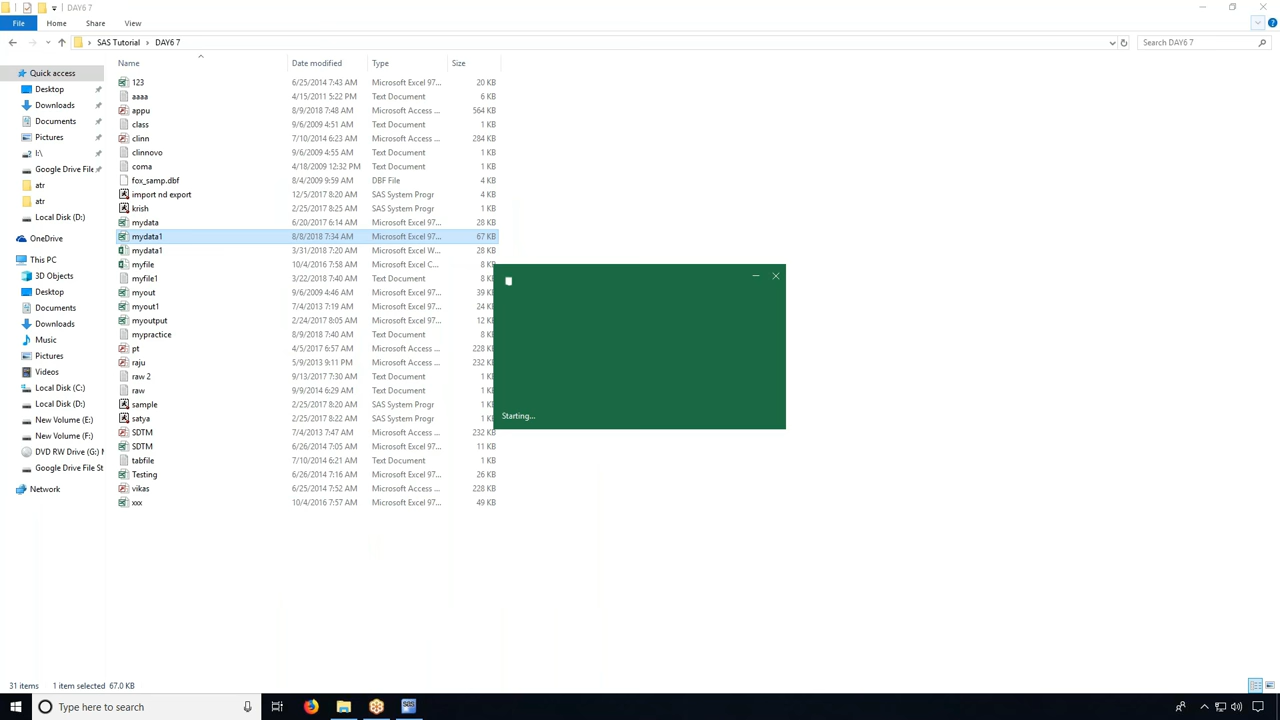 DAY6 7
File Home Share View
SAS Tutorial DAY6 7 Search DAY6 7
Name Date modified Type Size
Quick access
Desktop
Downloads
Documents
Pictures
I:\
Google Drive File
atr
atr
Local Disk (D:)
OneDrive
This PC
3D Objects
Desktop
Documents
Downloads
Music
Pictures
Videos
Local Disk (C:)
Local Disk (D:)
New Volume (E:)
New Volume (F:)
DVD RW Drive (G:) M
Google Drive File St
Network
123 6/25/2014 7:43 AM Microsoft Excel 97... 20 KB
aaaa 4/15/2011 5:22 PM Text Document 6 KB
appu 8/9/2018 7:48 AM Microsoft Access ... 564 KB
class 9/6/2009 4:51 AM Text Document 1 KB
clinn 7/10/2014 6:23 AM Microsoft Access ... 284 KB
clinnovo 9/6/2009 4:55 AM Text Document 1 KB
coma 4/18/2009 12:32 PM Text Document 1 KB
fox_samp.dbf 8/4/2009 9:59 AM DBF File 4 KB
import nd export 12/5/2017 8:20 AM SAS System Progr 4 KB
krish 2/25/2017 8:25 AM SAS System Progr 1 KB
mydata 6/20/2017 6:14 AM Microsoft Excel 97... 28 KB
mydata1 8/8/2018 7:34 AM Microsoft Excel 97... 67 KB
mydata1 3/31/2018 7:20 AM Microsoft Excel W... 28 KB
myfile 10/4/2016 7:58 AM Microsoft Excel C... 8 K
myfile1 3/22/2018 7:40 AM Text Document 8 K
myout 9/6/2009 4:46 AM Microsoft Excel 97... 39 K
myout1 7/4/2013 7:19 AM Microsoft Excel 97... 24 K
myoutput 2/24/2017 8:05 AM Microsoft Excel 97... 12 K
mypractice 8/9/2018 7:40 AM Text Document 8 K
pt 4/5/2017 6:57 AM Microsoft Access ... 228 K
raju 5/9/2013 9:11 PM Microsoft Access ... 232 K
raw 2 9/13/2017 7:30 AM Text Document 1 K
raw 9/9/2014 6:29 AM Text Document 1 K
sample 2/25/2017 8:20 AM SAS System Progr 1 K
satya 2/25/2017 8:22 AM SAS System Progr 1 K
SDTM 7/4/2013 7:47 AM Microsoft Access ... 232 KB
SDTM 6/26/2014 7:05 AM Microsoft Excel 97... 11 KB
tabfile 7/10/2014 6:21 AM Text Document 1 KB
Testing 6/26/2014 7:16 AM Microsoft Excel 97... 26 KB
vikas 6/25/2014 7:52 AM Microsoft Access ... 228 KB
xxx 10/4/2016 7:57 AM Microsoft Excel 97... 49 KB
Starting...
31 items 1 item selected 67.0 KB
Type here to search
SAS